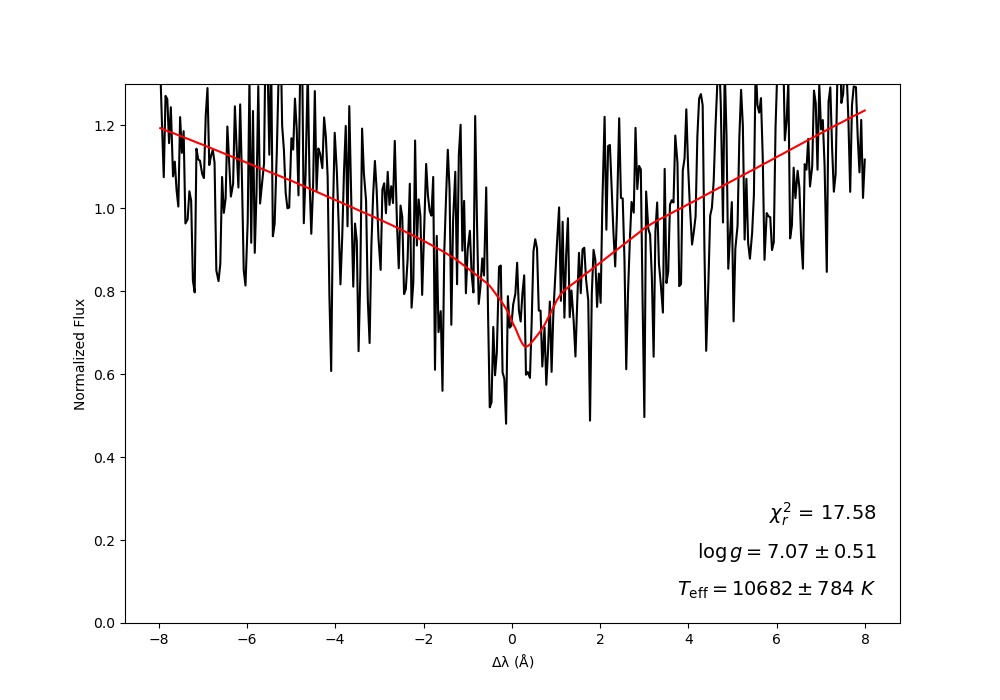 1.2
1.0
0.8
0.6
0.4
0.2
0.0
Normalized Flux
χ²ᵣ = 17.58
log g = 7.07 ± 0.51
T_eff = 10682 ± 784 K
−8 −6 −4 −2 0 2 4 6 8
Δλ (Å)